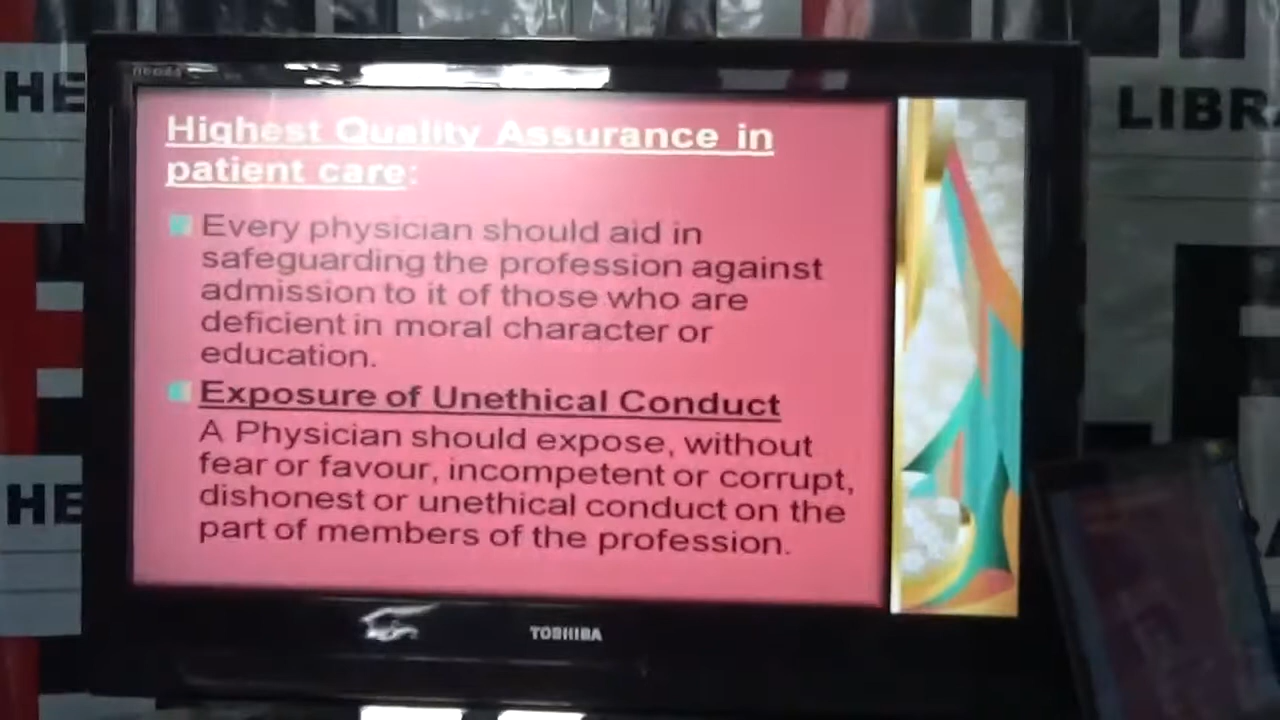 HE
LIBRA
Highest Quality Assurance in
patient care:
Every physician should aid in
safeguarding the profession against
admission to it of those who are
deficient in moral character or
education.
Exposure of Unethical Conduct
A Physician should expose, without
fear or favour, incompetent or corrupt,
dishonest or unethical conduct on the
part of members of the profession.
HE
TOSHIBA